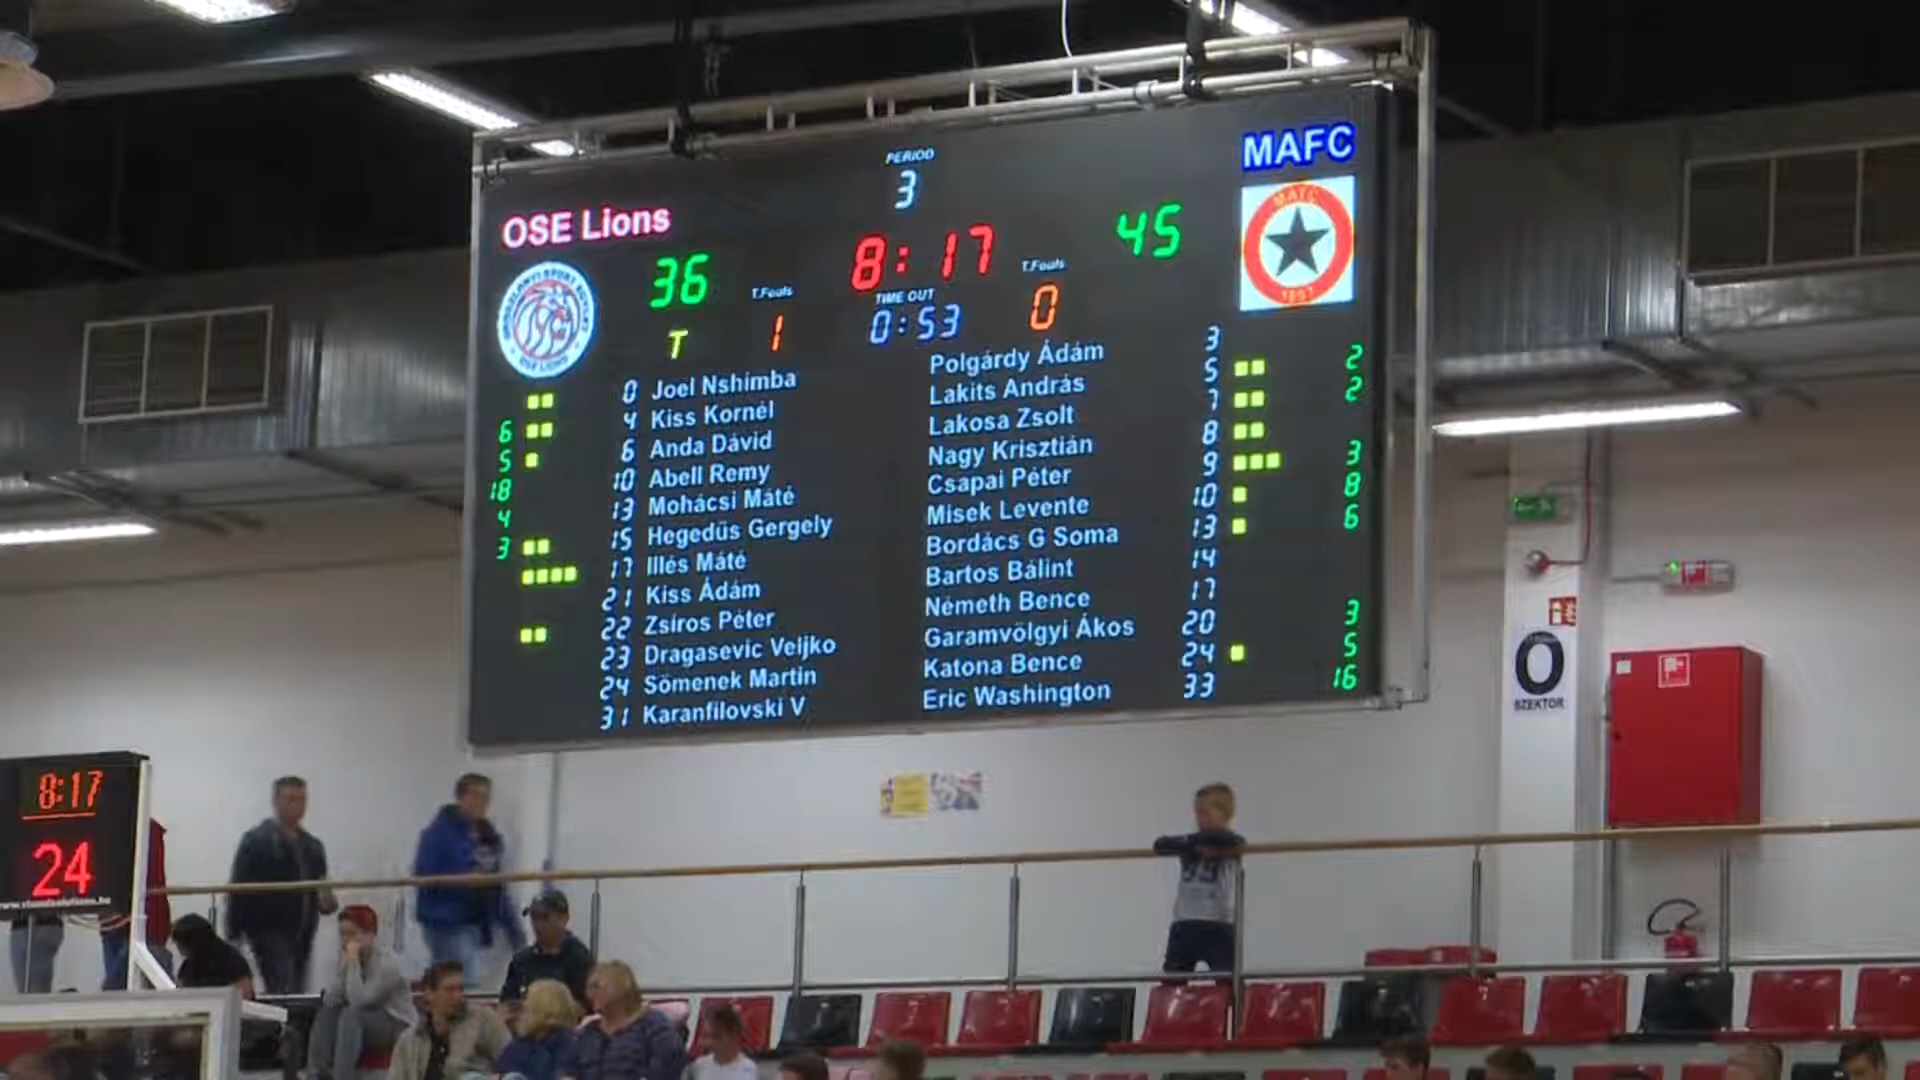 PERIOD
3
MAFC
OSE Lions
36
8:17
45
T.Fouls
T.Fouls
TIME OUT
T
1
0:53
0
MAFC
1897
OSE LIONS
0 Joel Nshimba
4 Kiss Kornél
6 6 Anda Dávid
5 10 Abell Remy
18 13 Mohácsi Máté
4 15 Hegedüs Gergely
3 17 Illés Máté
21 Kiss Ádám
22 Zsíros Péter
23 Dragasevic Veljko
24 Sömenek Martin
31 Karanfilovski V
Polgárdy Ádám 3
Lakits András 5 2
Lakosa Zsolt 7 2
Nagy Krisztián 8
Csapai Péter 9 3
Misek Levente 10 8
Bordács G Soma 13 6
Bartos Bálint 14
Németh Bence 17
Garamvölgyi Ákos 20 3
Katona Bence 24 5
Eric Washington 33 16
O
SZEKTOR
8:17
24